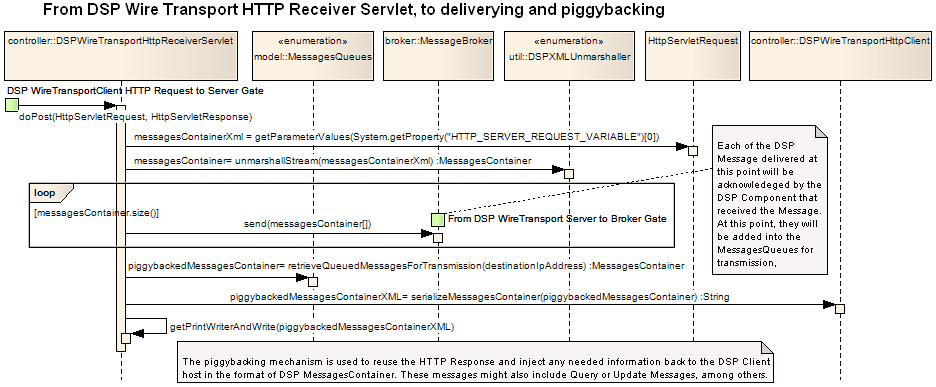 From DSP Wire Transport HTTP Receiver Servlet, to deliverying and piggybacking
controller::DSPWireTransportHttpReceiverServlet
«enumeration»
model::MessagesQueues
broker::MessageBroker
«enumeration»
util::DSPXMLUnmarshaller
HttpServletRequest
controller::DSPWireTransportHttpClient
DSP WireTransportClient HTTP Request to Server Gate
doPost(HttpServletRequest, HttpServletResponse)
messagesContainerXml = getParameterValues(System.getProperty("HTTP_SERVER_REQUEST_VARIABLE")[0])
messagesContainer= unmarshallStream(messagesContainerXml) :MessagesContainer
Each of the DSP
Message delivered at
this point will be
acknowledeged by the
DSP Component that
received the Message.
At this point, they will
be added into the
MessagesQueues for
transmission,
loop
[messagesContainer.size()]
From DSP WireTransport Server to Broker Gate
send(messagesContainer[])
piggybackedMessagesContainer= retrieveQueuedMessagesForTransmission(destinationIpAddress) :MessagesContainer
piggybackedMessagesContainerXML= serializeMessagesContainer(piggybackedMessagesContainer) :String
getPrintWriterAndWrite(piggybackedMessagesContainerXML)
The piggybacking mechanism is used to reuse the HTTP Response and inject any needed information back to the DSP Client
host in the format of DSP MessagesContainer. These messages might also include Query or Update Messages, among others.